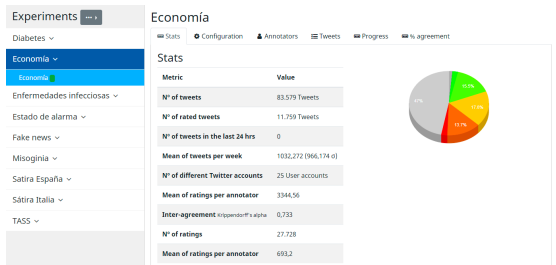 Experiments
Diabetes
Economía
Economía
Enfermedades infecciosas
Estado de alarma
Fake news
Misoginia
Satira España
Sátira Italia
TASS
Economía
Stats Configuration Annotators Tweets Progress % agreement
Stats
Metric Value
Nº of tweets 83.579 Tweets
Nº of rated tweets 11.759 Tweets
Nº of tweets in the last 24 hrs 0
Mean of tweets per week 1032,272 (966,174 σ)
Nº of different Twitter accounts 25 User accounts
Mean of ratings per annotator 3344,56
Inter-agreement Krippendorff's alpha 0,733
Nº of ratings 27.728
Mean of ratings per annotator 693,2